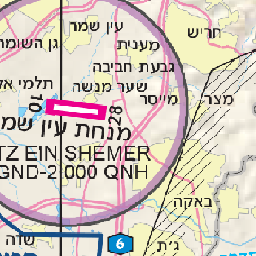 עין שמר
חריש
גן השומר
מענית
גבעת חביבה
תלמי אל
שער מנשה
מצר
מייסר
10
28
מנחת עין שמ
TZ EIN SHEMER
GND-2,000 QNH
באקה
שדה
6
ג'ת